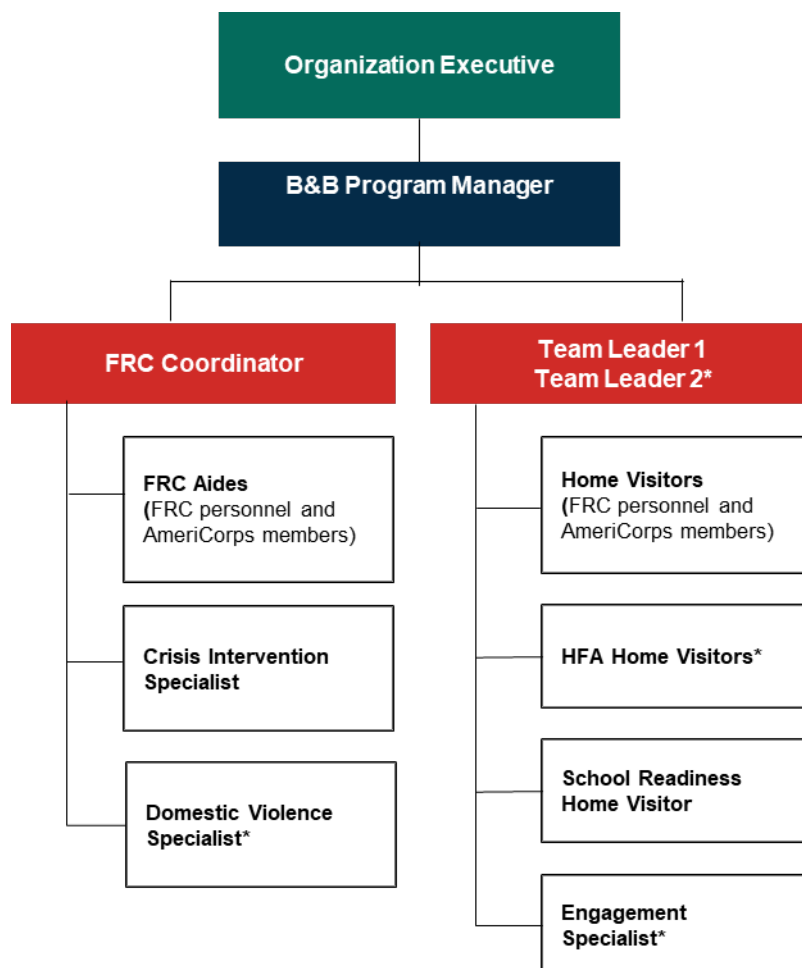 Organization Executive
B&B Program Manager
FRC Coordinator
Team Leader 1
Team Leader 2*
FRC Aides
(FRC personnel and
AmeriCorps members)
Crisis Intervention
Specialist
Domestic Violence
Specialist*
Home Visitors
(FRC personnel and
AmeriCorps members)
HFA Home Visitors*
School Readiness
Home Visitor
Engagement
Specialist*